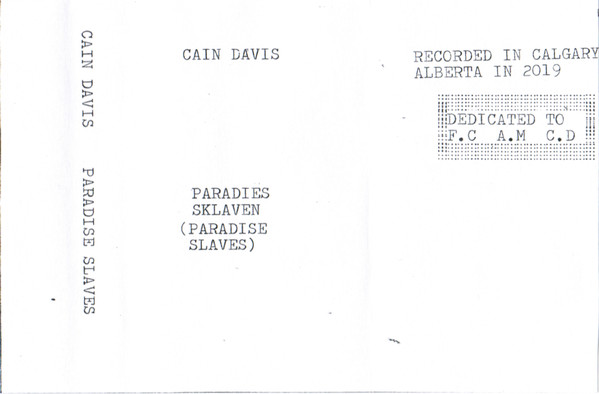 CAIN DAVIS    PARADISE SLAVES
CAIN DAVIS
PARADIES
SKLAVEN
(PARADISE
SLAVES)
RECORDED IN CALGARY
ALBERTA IN 2019
DEDICATED TO
F.C  A.M  C.D